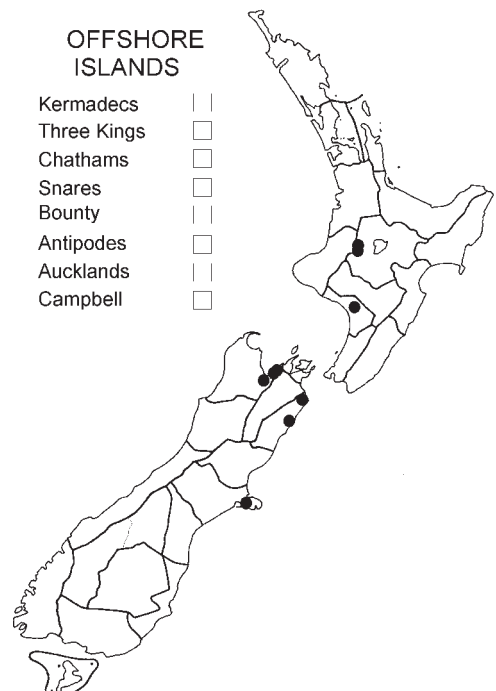 OFFSHORE
ISLANDS
Kermadecs
Three Kings
Chathams
Snares
Bounty
Antipodes
Aucklands
Campbell